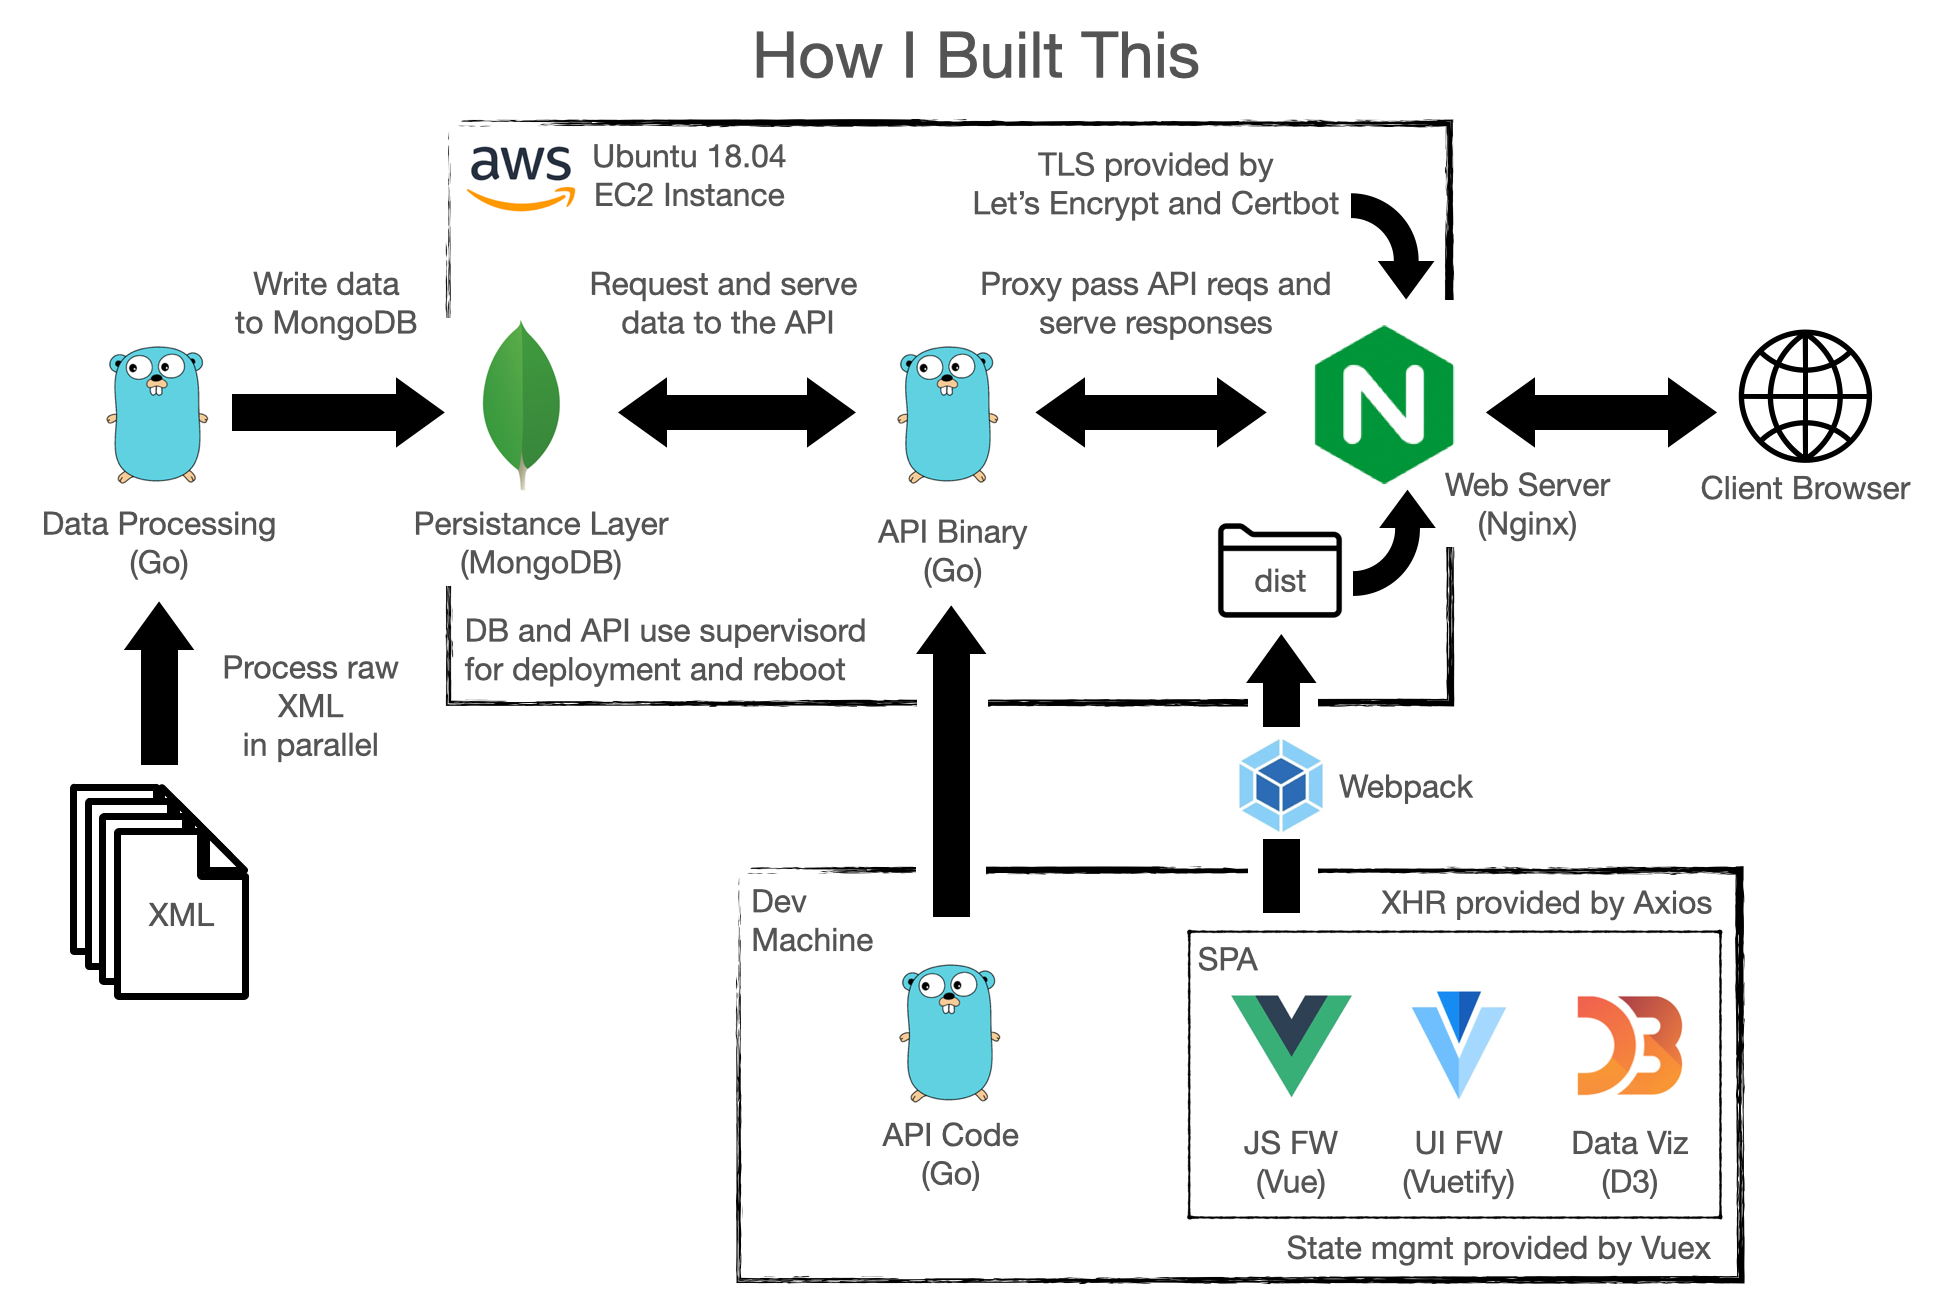 How I Built This
aws
Ubuntu 18.04
EC2 Instance
TLS provided by
Let's Encrypt and Certbot
Write data
to MongoDB
Request and serve
data to the API
Proxy pass API reqs and
serve responses
N
Data Processing
(Go)
Persistance Layer
(MongoDB)
API Binary
(Go)
Web Server
(Nginx)
Client Browser
dist
DB and API use supervisord
for deployment and reboot
Process raw
XML
in parallel
XML
Webpack
Dev
Machine
XHR provided by Axios
SPA
D3
API Code
(Go)
JS FW
(Vue)
UI FW
(Vuetify)
Data Viz
(D3)
State mgmt provided by Vuex